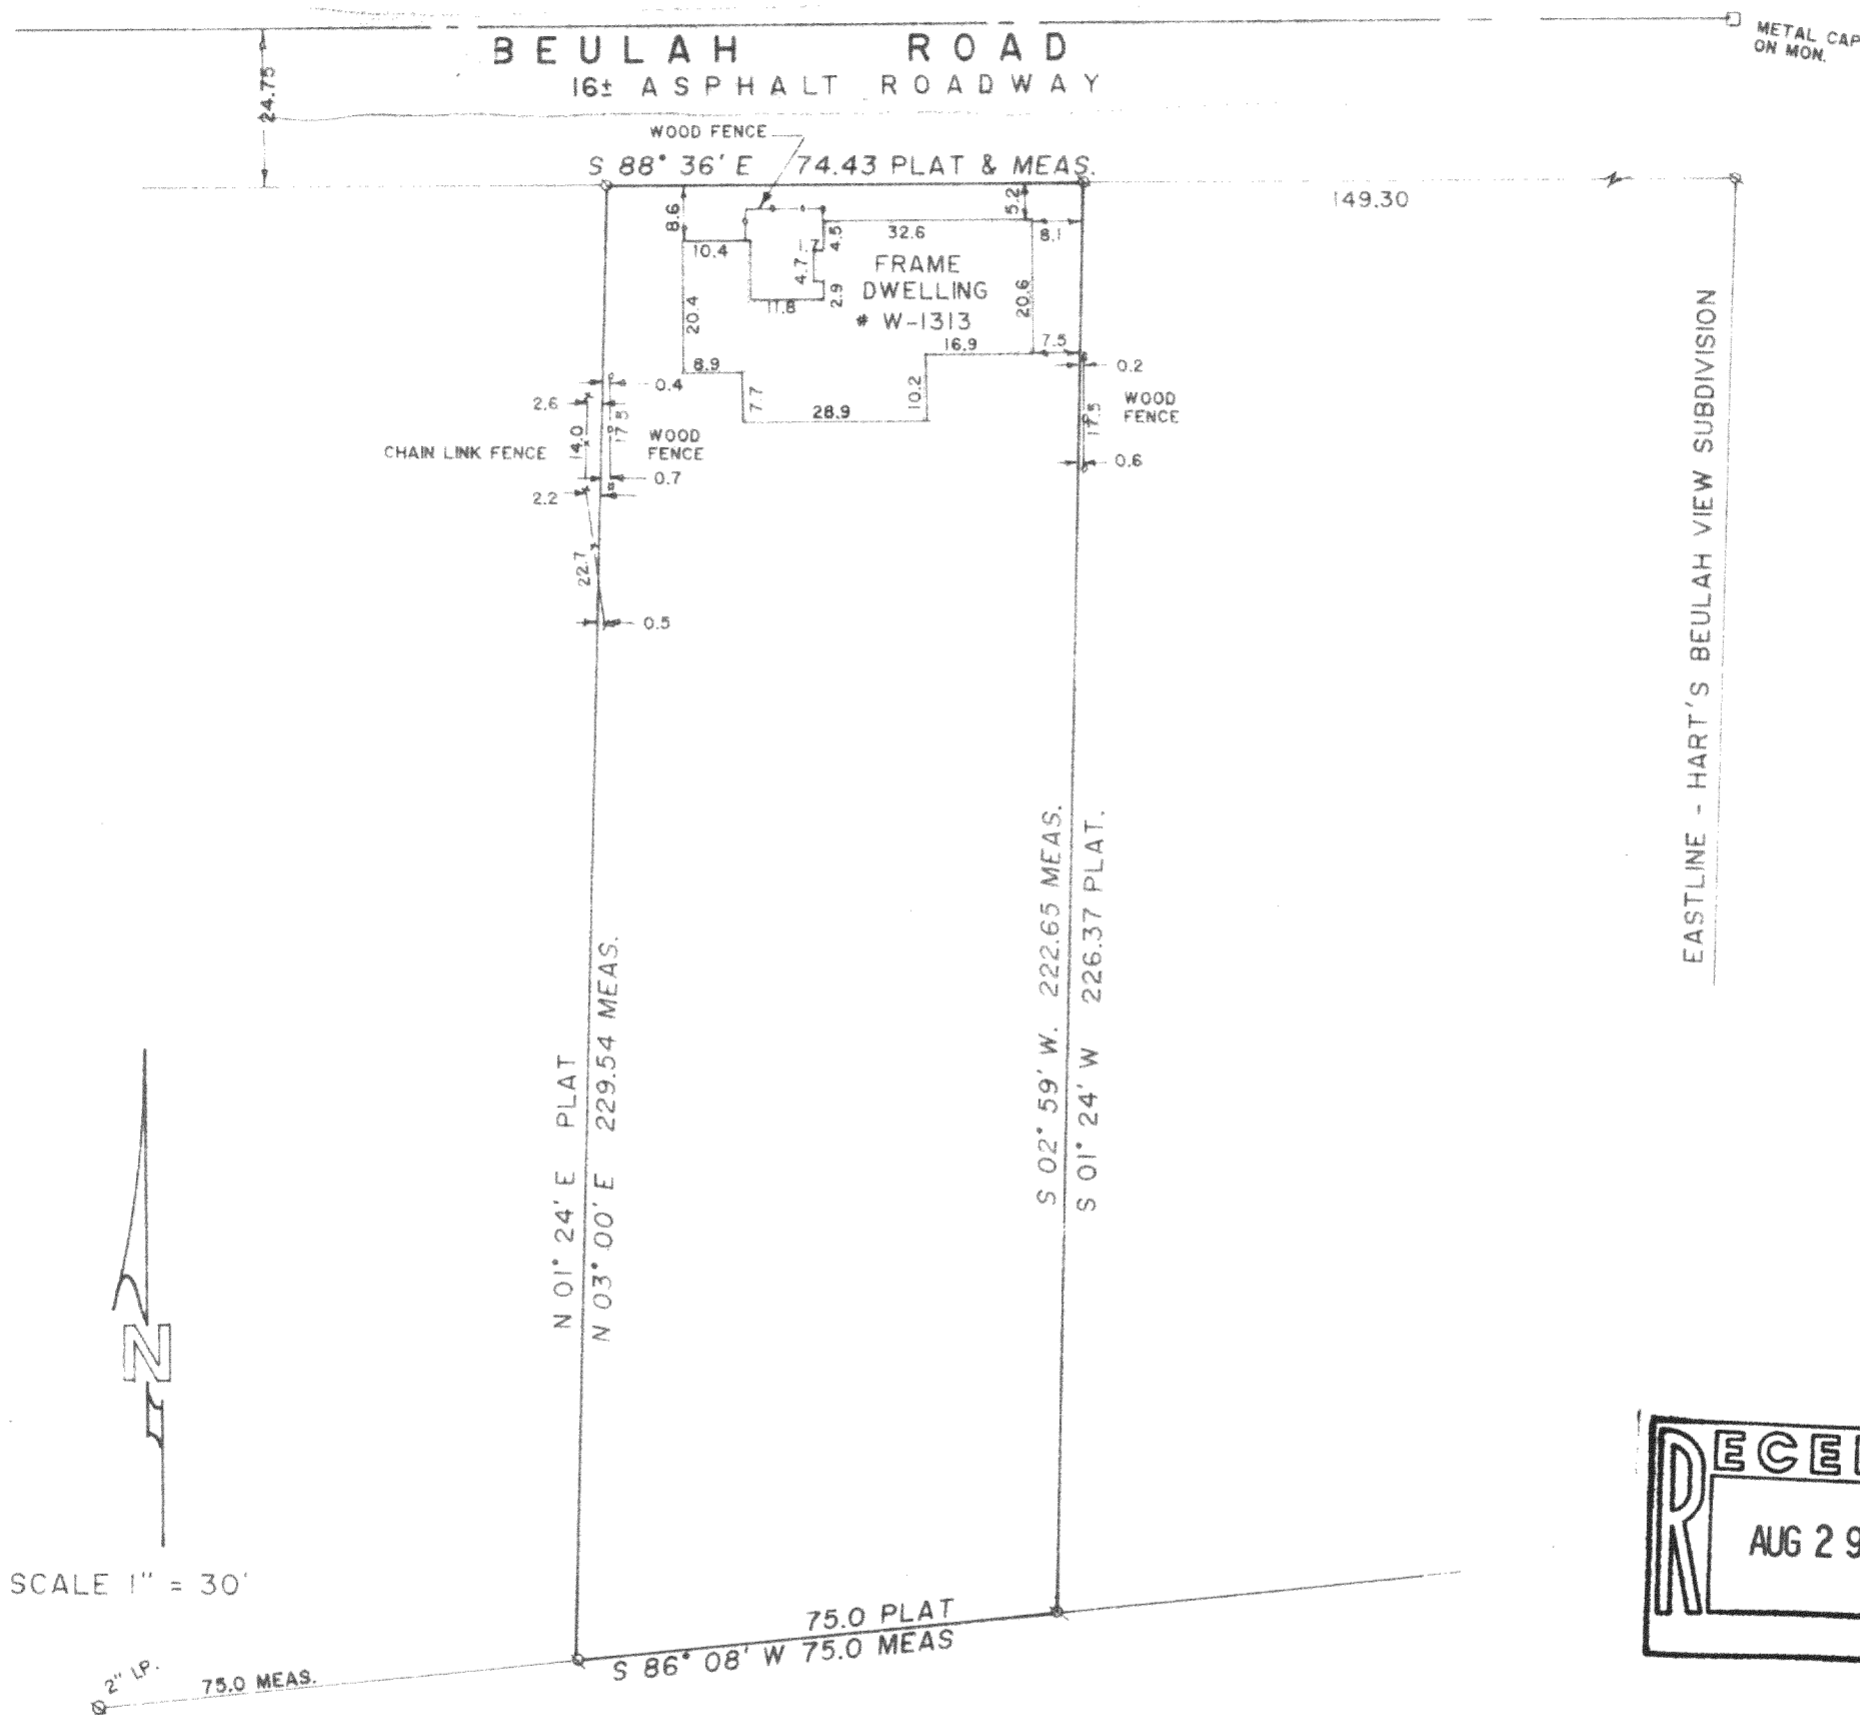 BEULAH ROAD
16± ASPHALT ROADWAY
METAL CAP
ON MON.
24.75
WOOD FENCE
S 88° 36' E 74.43 PLAT & MEAS.
149.30
8.6
5.2
10.4
1.7
4.5
32.6
8.1
4.7
FRAME
DWELLING
# W-1313
20.4
11.8
2.9
20.6
16.9
7.5
8.9
7.7
28.9
10.2
0.4
2.6
14.0
17.5
CHAIN LINK FENCE
WOOD
FENCE
0.7
2.2
22.7
0.5
0.2
WOOD
FENCE
17.5
0.6
EASTLINE - HART'S BEULAH VIEW SUBDIVISION
N 01° 24' E PLAT
N 03° 00' E 229.54 MEAS.
S 02° 59' W. 222.65 MEAS.
S 01° 24' W 226.37 PLAT.
N
SCALE 1" = 30'
75.0 PLAT
S 86° 08' W 75.0 MEAS
2" I.P.
75.0 MEAS.
RECEI
AUG 29